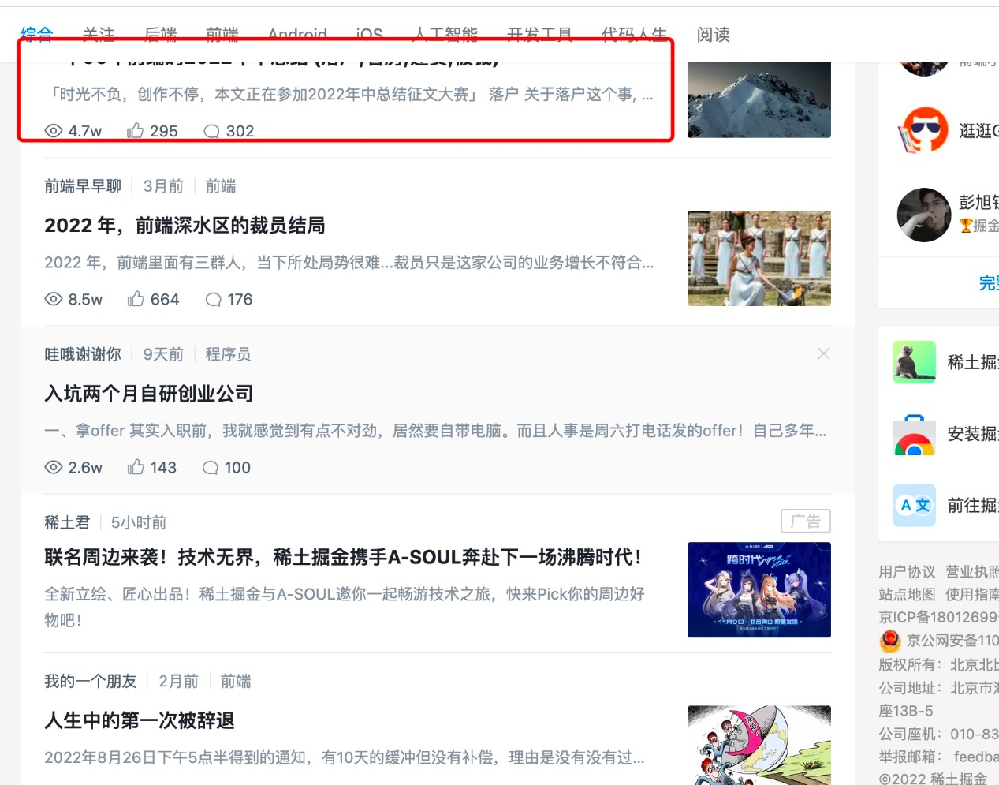 综合 关注 后端 前端 Android iOS 人工智能 开发工具 代码人生 阅读
「时光不负，创作不停，本文正在参加2022年中总结征文大赛」 落户 关于落户这个事, ...
4.7w 295 302
前端早早聊 3月前 前端
2022 年，前端深水区的裁员结局
2022 年，前端里面有三群人，当下所处局势很难...裁员只是这家公司的业务增长不符合...
8.5w 664 176
哇哦谢谢你 9天前 程序员
入坑两个月自研创业公司
一、拿offer 其实入职前，我就感觉到有点不对劲，居然要自带电脑。而且人事是周六打电话发的offer！自己多年...
2.6w 143 100
稀土君 5小时前 广告
联名周边来袭！技术无界，稀土掘金携手A-SOUL奔赴下一场沸腾时代！
全新立绘、匠心出品！稀土掘金与A-SOUL邀你一起畅游技术之旅，快来Pick你的周边好
物吧！
跨时代
11月9日·联名周边·
我的一个朋友 2月前 前端
人生中的第一次被辞退
2022年8月26日下午5点半得到的通知，有10天的缓冲但没有补偿，理由是没有没有过...
逛逛G
彭旭
掘金
完整
稀土掘
安装掘
A 文
前往掘
用户协议 营业执照
站点地图 使用指南
京ICP备18012699
京公网安备110
版权所有：北京北比
公司地址：北京市海
座13B-5
公司座机：010-83
举报邮箱： feedba
©2022 稀土掘金